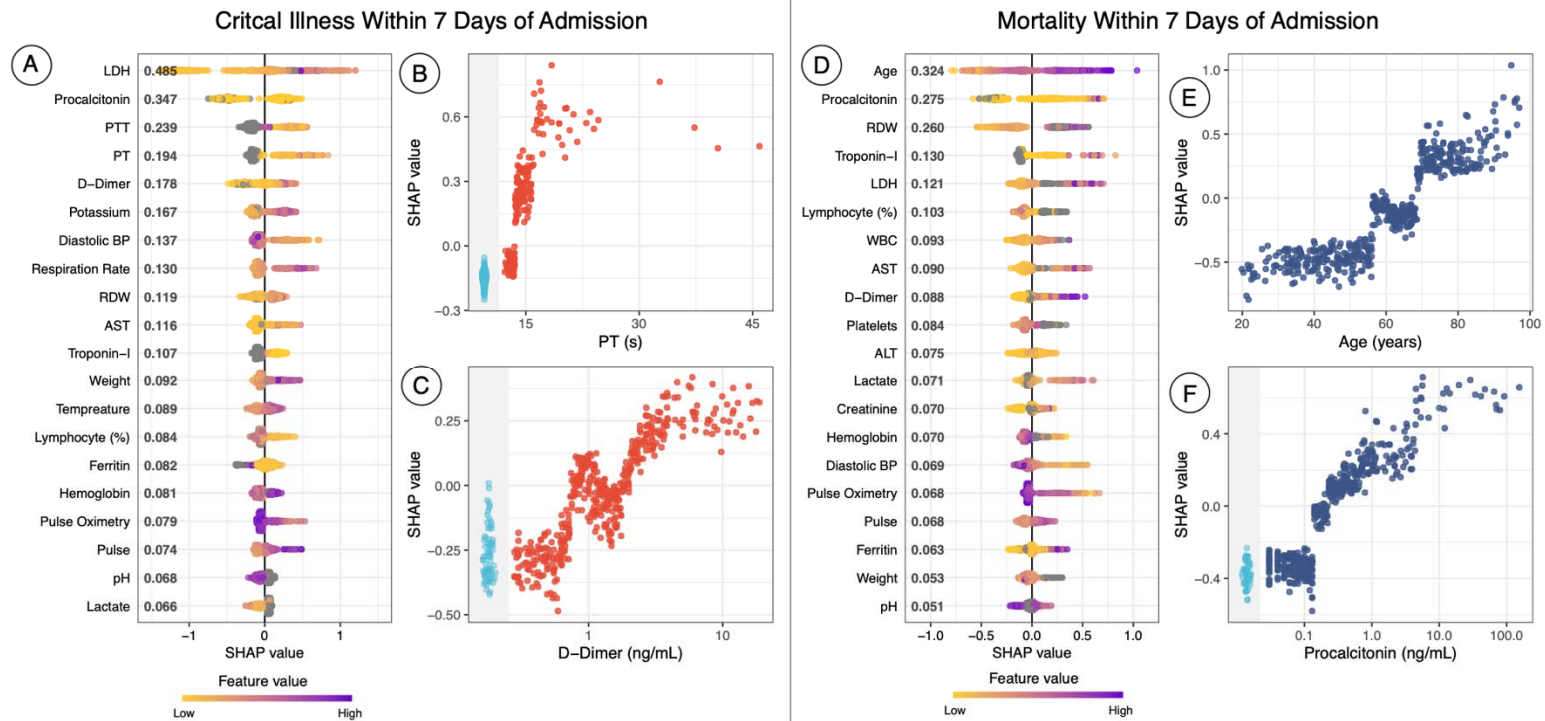 Critcal Illness Within 7 Days of Admission
A
LDH 0.485
Procalcitonin 0.347
PTT 0.239
PT 0.194
D−Dimer 0.178
Potassium 0.167
Diastolic BP 0.137
Respiration Rate 0.130
RDW 0.119
AST 0.116
Troponin−I 0.107
Weight 0.092
Tempreature 0.089
Lymphocyte (%) 0.084
Ferritin 0.082
Hemoglobin 0.081
Pulse Oximetry 0.079
Pulse 0.074
pH 0.068
Lactate 0.066
−1 0 1
SHAP value
Feature value
Low High
B
SHAP value
0.6
0.3
0.0
−0.3
15 30 45
PT (s)
C
SHAP value
0.25
0.00
−0.25
−0.50
1 10
D−Dimer (ng/mL)
Mortality Within 7 Days of Admission
D
Age 0.324
Procalcitonin 0.275
RDW 0.260
Troponin−I 0.130
LDH 0.121
Lymphocyte (%) 0.103
WBC 0.093
AST 0.090
D−Dimer 0.088
Platelets 0.084
ALT 0.075
Lactate 0.071
Creatinine 0.070
Hemoglobin 0.070
Diastolic BP 0.069
Pulse Oximetry 0.068
Pulse 0.068
Ferritin 0.063
Weight 0.053
pH 0.051
−1.0 −0.5 0.0 0.5 1.0
SHAP value
Feature value
Low High
E
SHAP value
1.0
0.5
0.0
−0.5
20 40 60 80 100
Age (years)
F
SHAP value
0.4
0.0
−0.4
0.1 1.0 10.0 100.0
Procalcitonin (ng/mL)